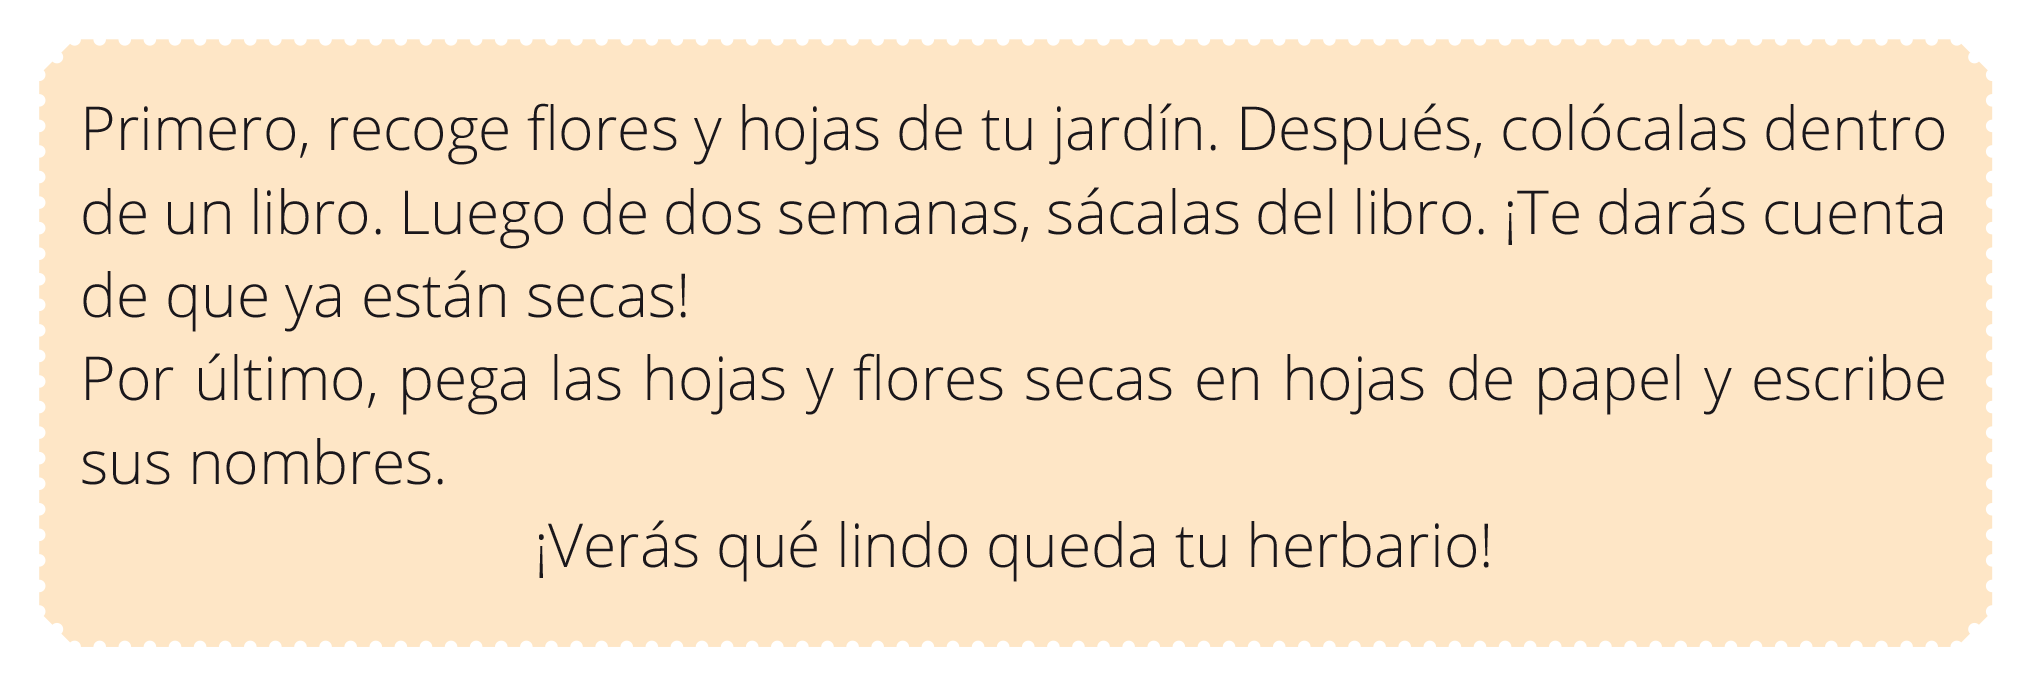 Primero, recoge flores y hojas de tu jardín. Después, colócalas dentro
de un libro. Luego de dos semanas, sácalas del libro. ¡Te darás cuenta
de que ya están secas!
Por último, pega las hojas y flores secas en hojas de papel y escribe
sus nombres.
¡Verás qué lindo queda tu herbario!